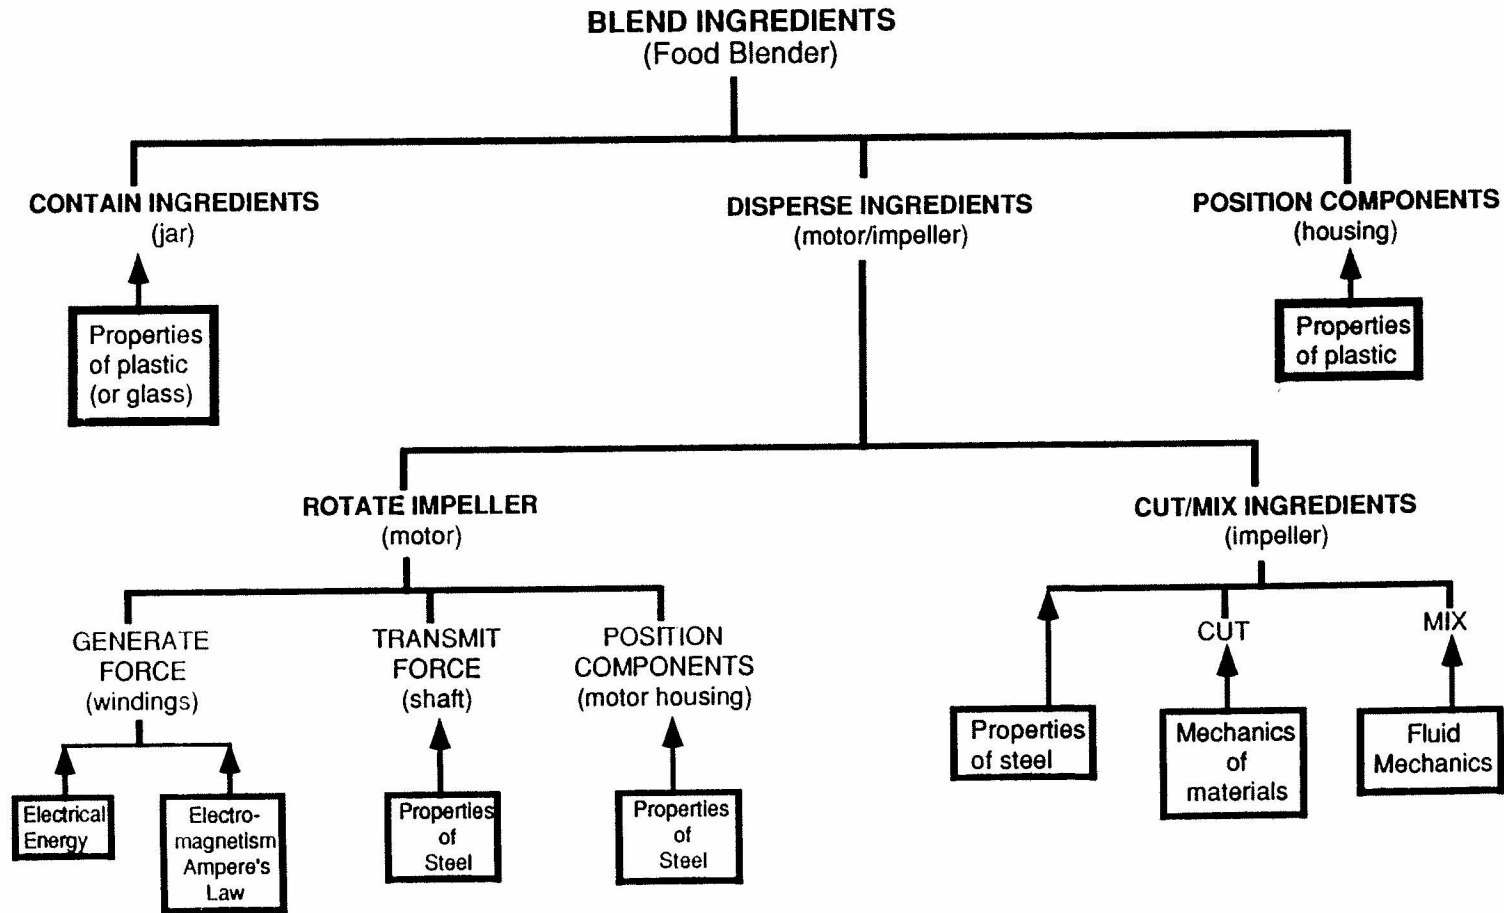 BLEND INGREDIENTS
(Food Blender)
CONTAIN INGREDIENTS
(jar)
DISPERSE INGREDIENTS
(motor/impeller)
POSITION COMPONENTS
(housing)
Properties
of plastic
(or glass)
Properties
of plastic
ROTATE IMPELLER
(motor)
CUT/MIX INGREDIENTS
(impeller)
GENERATE
FORCE
(windings)
TRANSMIT
FORCE
(shaft)
POSITION
COMPONENTS
(motor housing)
CUT
MIX
Properties
of steel
Mechanics
of
materials
Fluid
Mechanics
Electrical
Energy
Electro-
magnetism
Ampere's
Law
Properties
of
Steel
Properties
of
Steel